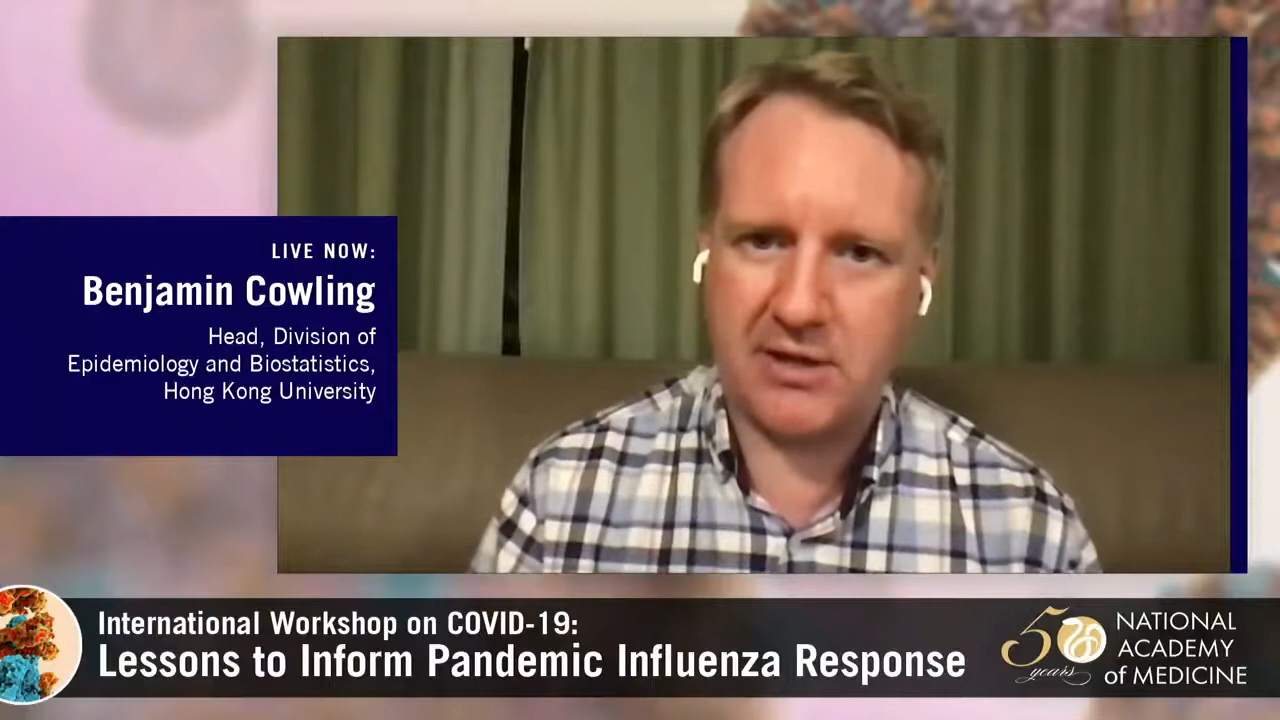 LIVE NOW:
Benjamin Cowling
Head, Division of
Epidemiology and Biostatistics,
Hong Kong University
International Workshop on COVID-19:
Lessons to Inform Pandemic Influenza Response
50
years
NATIONAL
ACADEMY
of MEDICINE